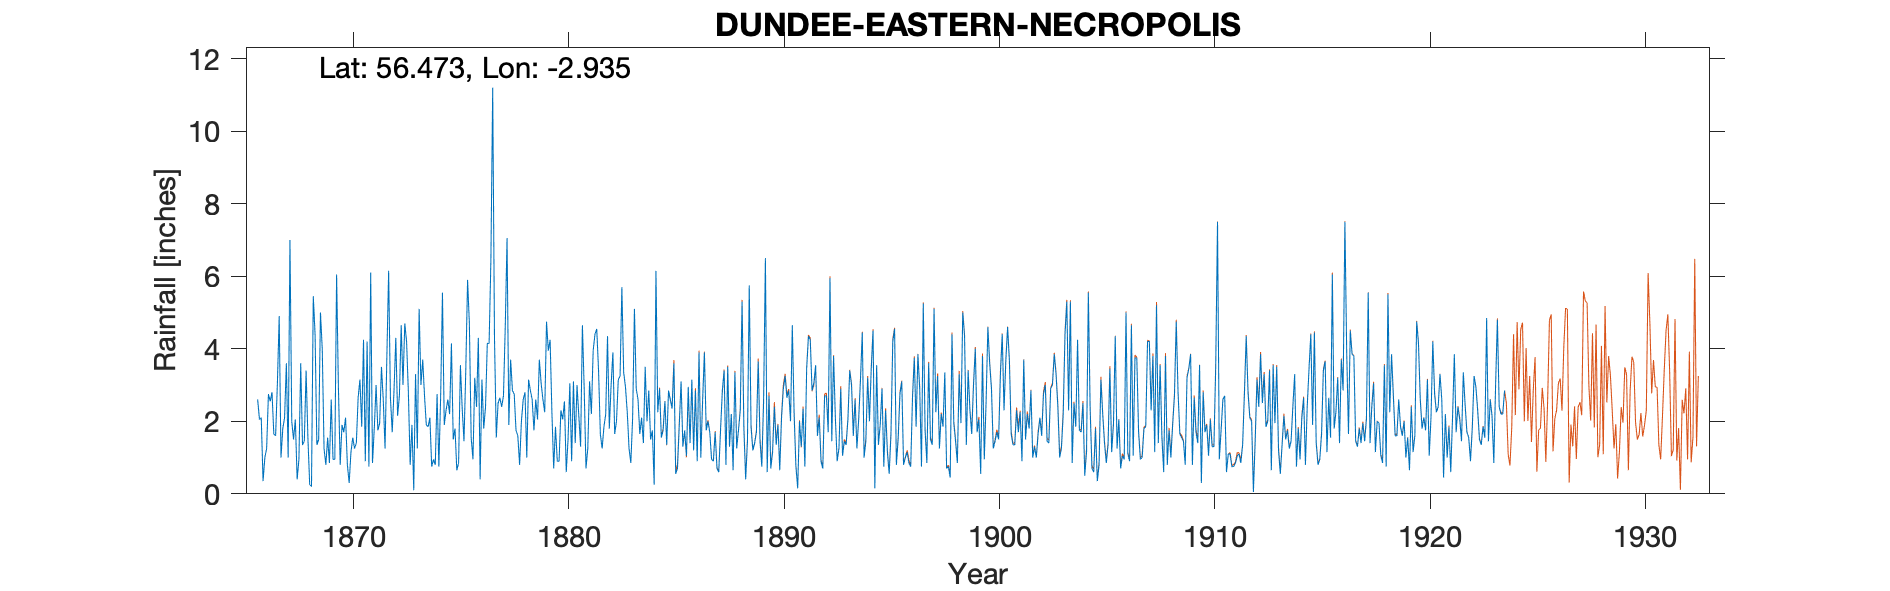 DUNDEE-EASTERN-NECROPOLIS
Lat: 56.473, Lon: -2.935
Rainfall [inches]
12
10
8
6
4
2
0
1870 1880 1890 1900 1910 1920 1930
Year